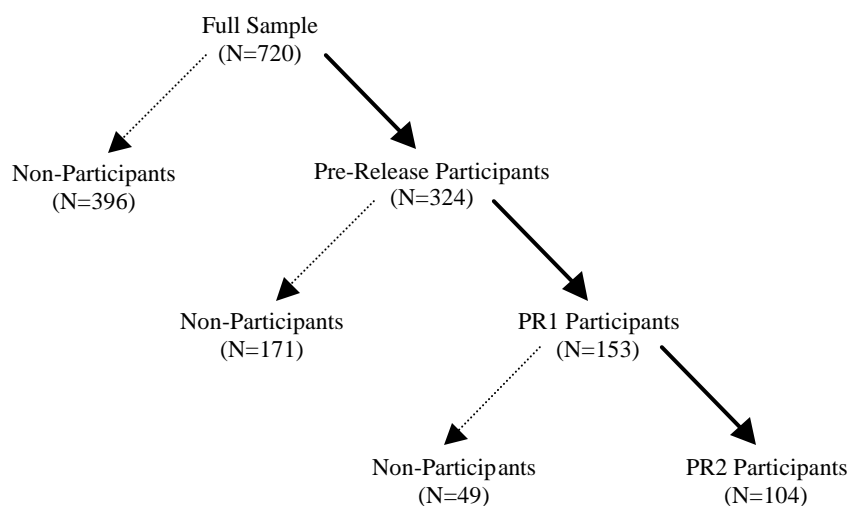 Full Sample
(N=720)
Non-Participants
(N=396)
Pre-Release Participants
(N=324)
Non-Participants
(N=171)
PR1 Participants
(N=153)
Non-Participants
(N=49)
PR2 Participants
(N=104)